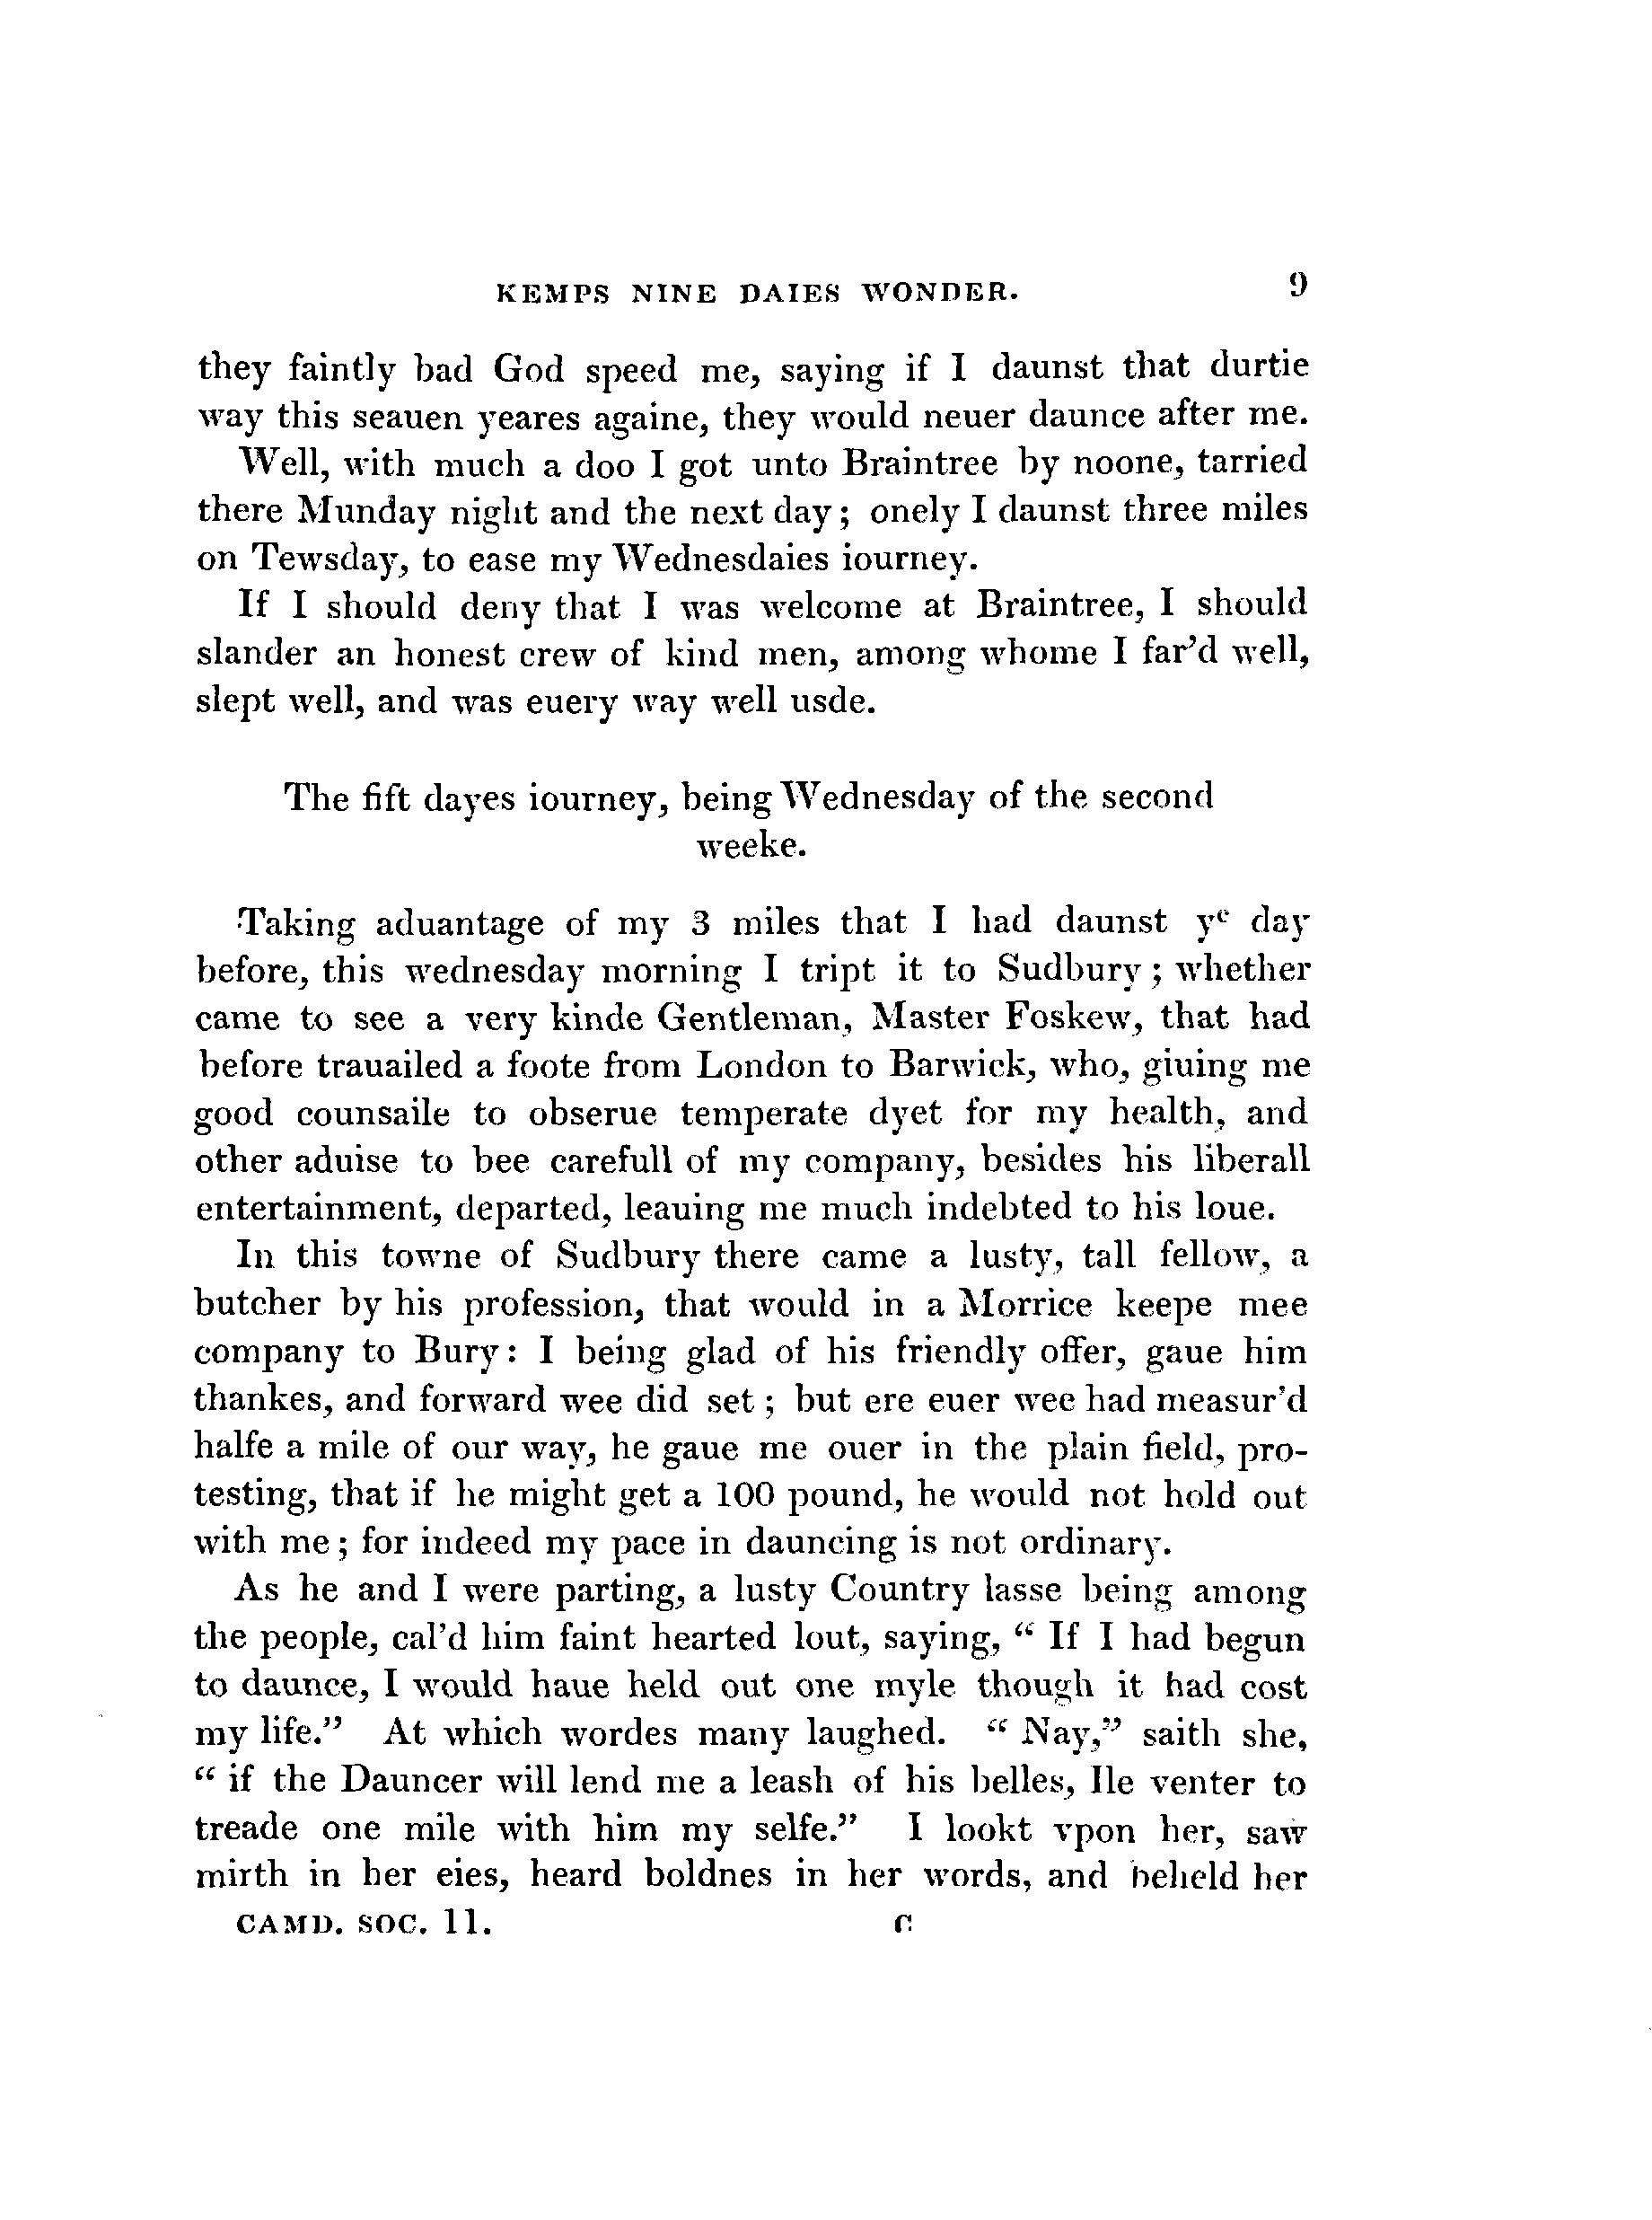 KEMPS NINE DAIES WONDER. 9
they faintly bad God speed me, saying if I daunst that durtie
way this seauen yeares againe, they would neuer daunce after me.
Well, with much a doo I got unto Braintree by noone, tarried
there Munday night and the next day; onely I daunst three miles
on Tewsday, to ease my Wednesdaies iourney.
If I should deny that I was welcome at Braintree, I should
slander an honest crew of kind men, among whome I far'd well,
slept well, and was euery way well usde.
The fift dayes iourney, being Wednesday of the second
weeke.
Taking aduantage of my 3 miles that I had daunst yᵉ day
before, this wednesday morning I tript it to Sudbury; whether
came to see a very kinde Gentleman, Master Foskew, that had
before trauailed a foote from London to Barwick, who, giuing me
good counsaile to obserue temperate dyet for my health, and
other aduise to bee carefull of my company, besides his liberall
entertainment, departed, leauing me much indebted to his loue.
In this towne of Sudbury there came a lusty, tall fellow, a
butcher by his profession, that would in a Morrice keepe mee
company to Bury: I being glad of his friendly offer, gaue him
thankes, and forward wee did set; but ere euer wee had measur'd
halfe a mile of our way, he gaue me ouer in the plain field, pro-
testing, that if he might get a 100 pound, he would not hold out
with me; for indeed my pace in dauncing is not ordinary.
As he and I were parting, a lusty Country lasse being among
the people, cal'd him faint hearted lout, saying, “If I had begun
to daunce, I would haue held out one myle though it had cost
my life.” At which wordes many laughed. “Nay,” saith she,
“if the Dauncer will lend me a leash of his belles, Ile venter to
treade one mile with him my selfe.” I lookt vpon her, saw
mirth in her eies, heard boldnes in her words, and beheld her
CAMD. SOC. 11. C